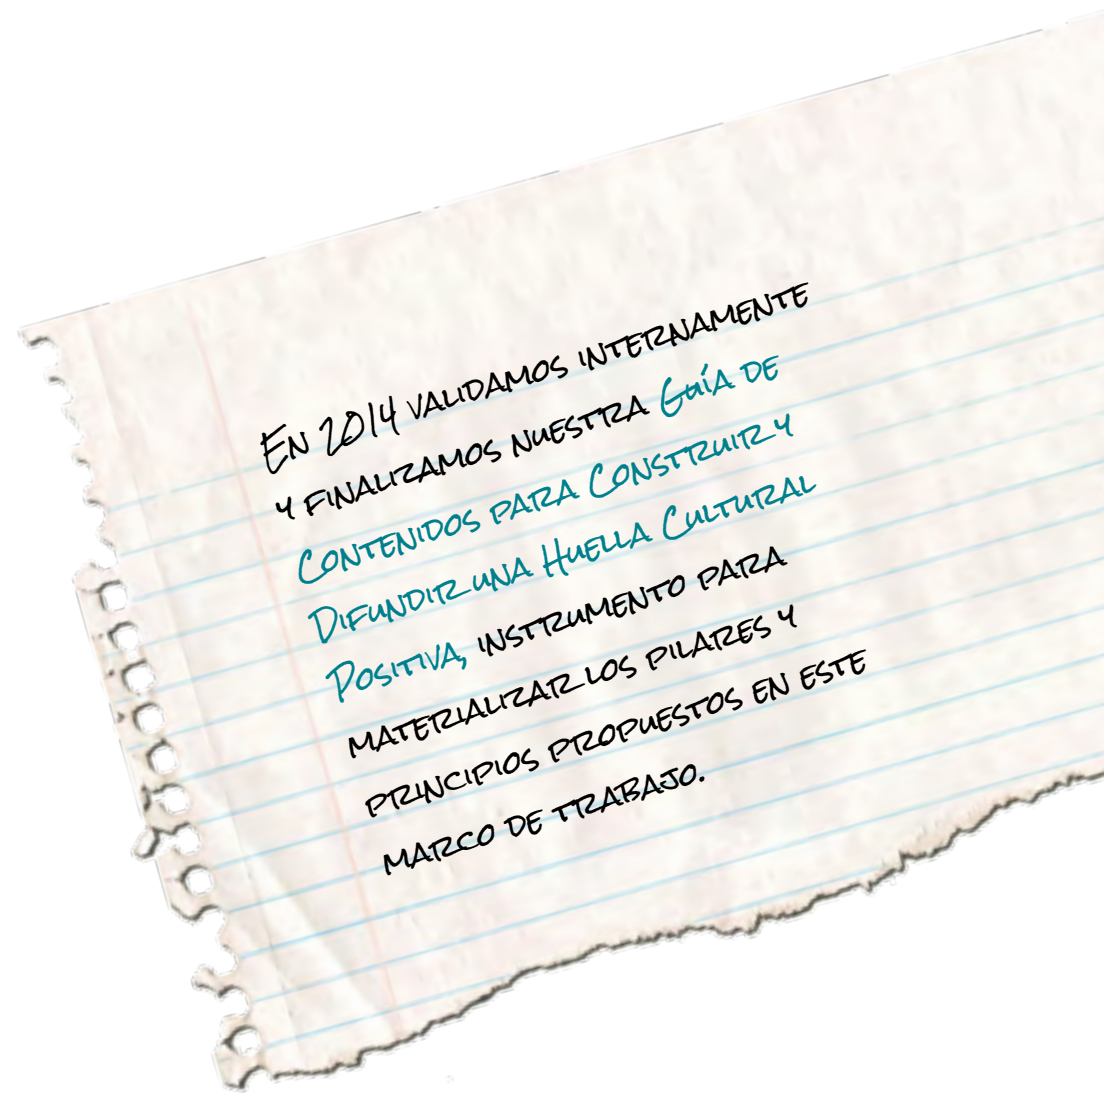 En 2014 validamos internamente
y finalizamos nuestra Guía de
Contenidos para Construir y
Difundir una Huella Cultural
Positiva, instrumento para
materializar los pilares y
principios propuestos en este
marco de trabajo.